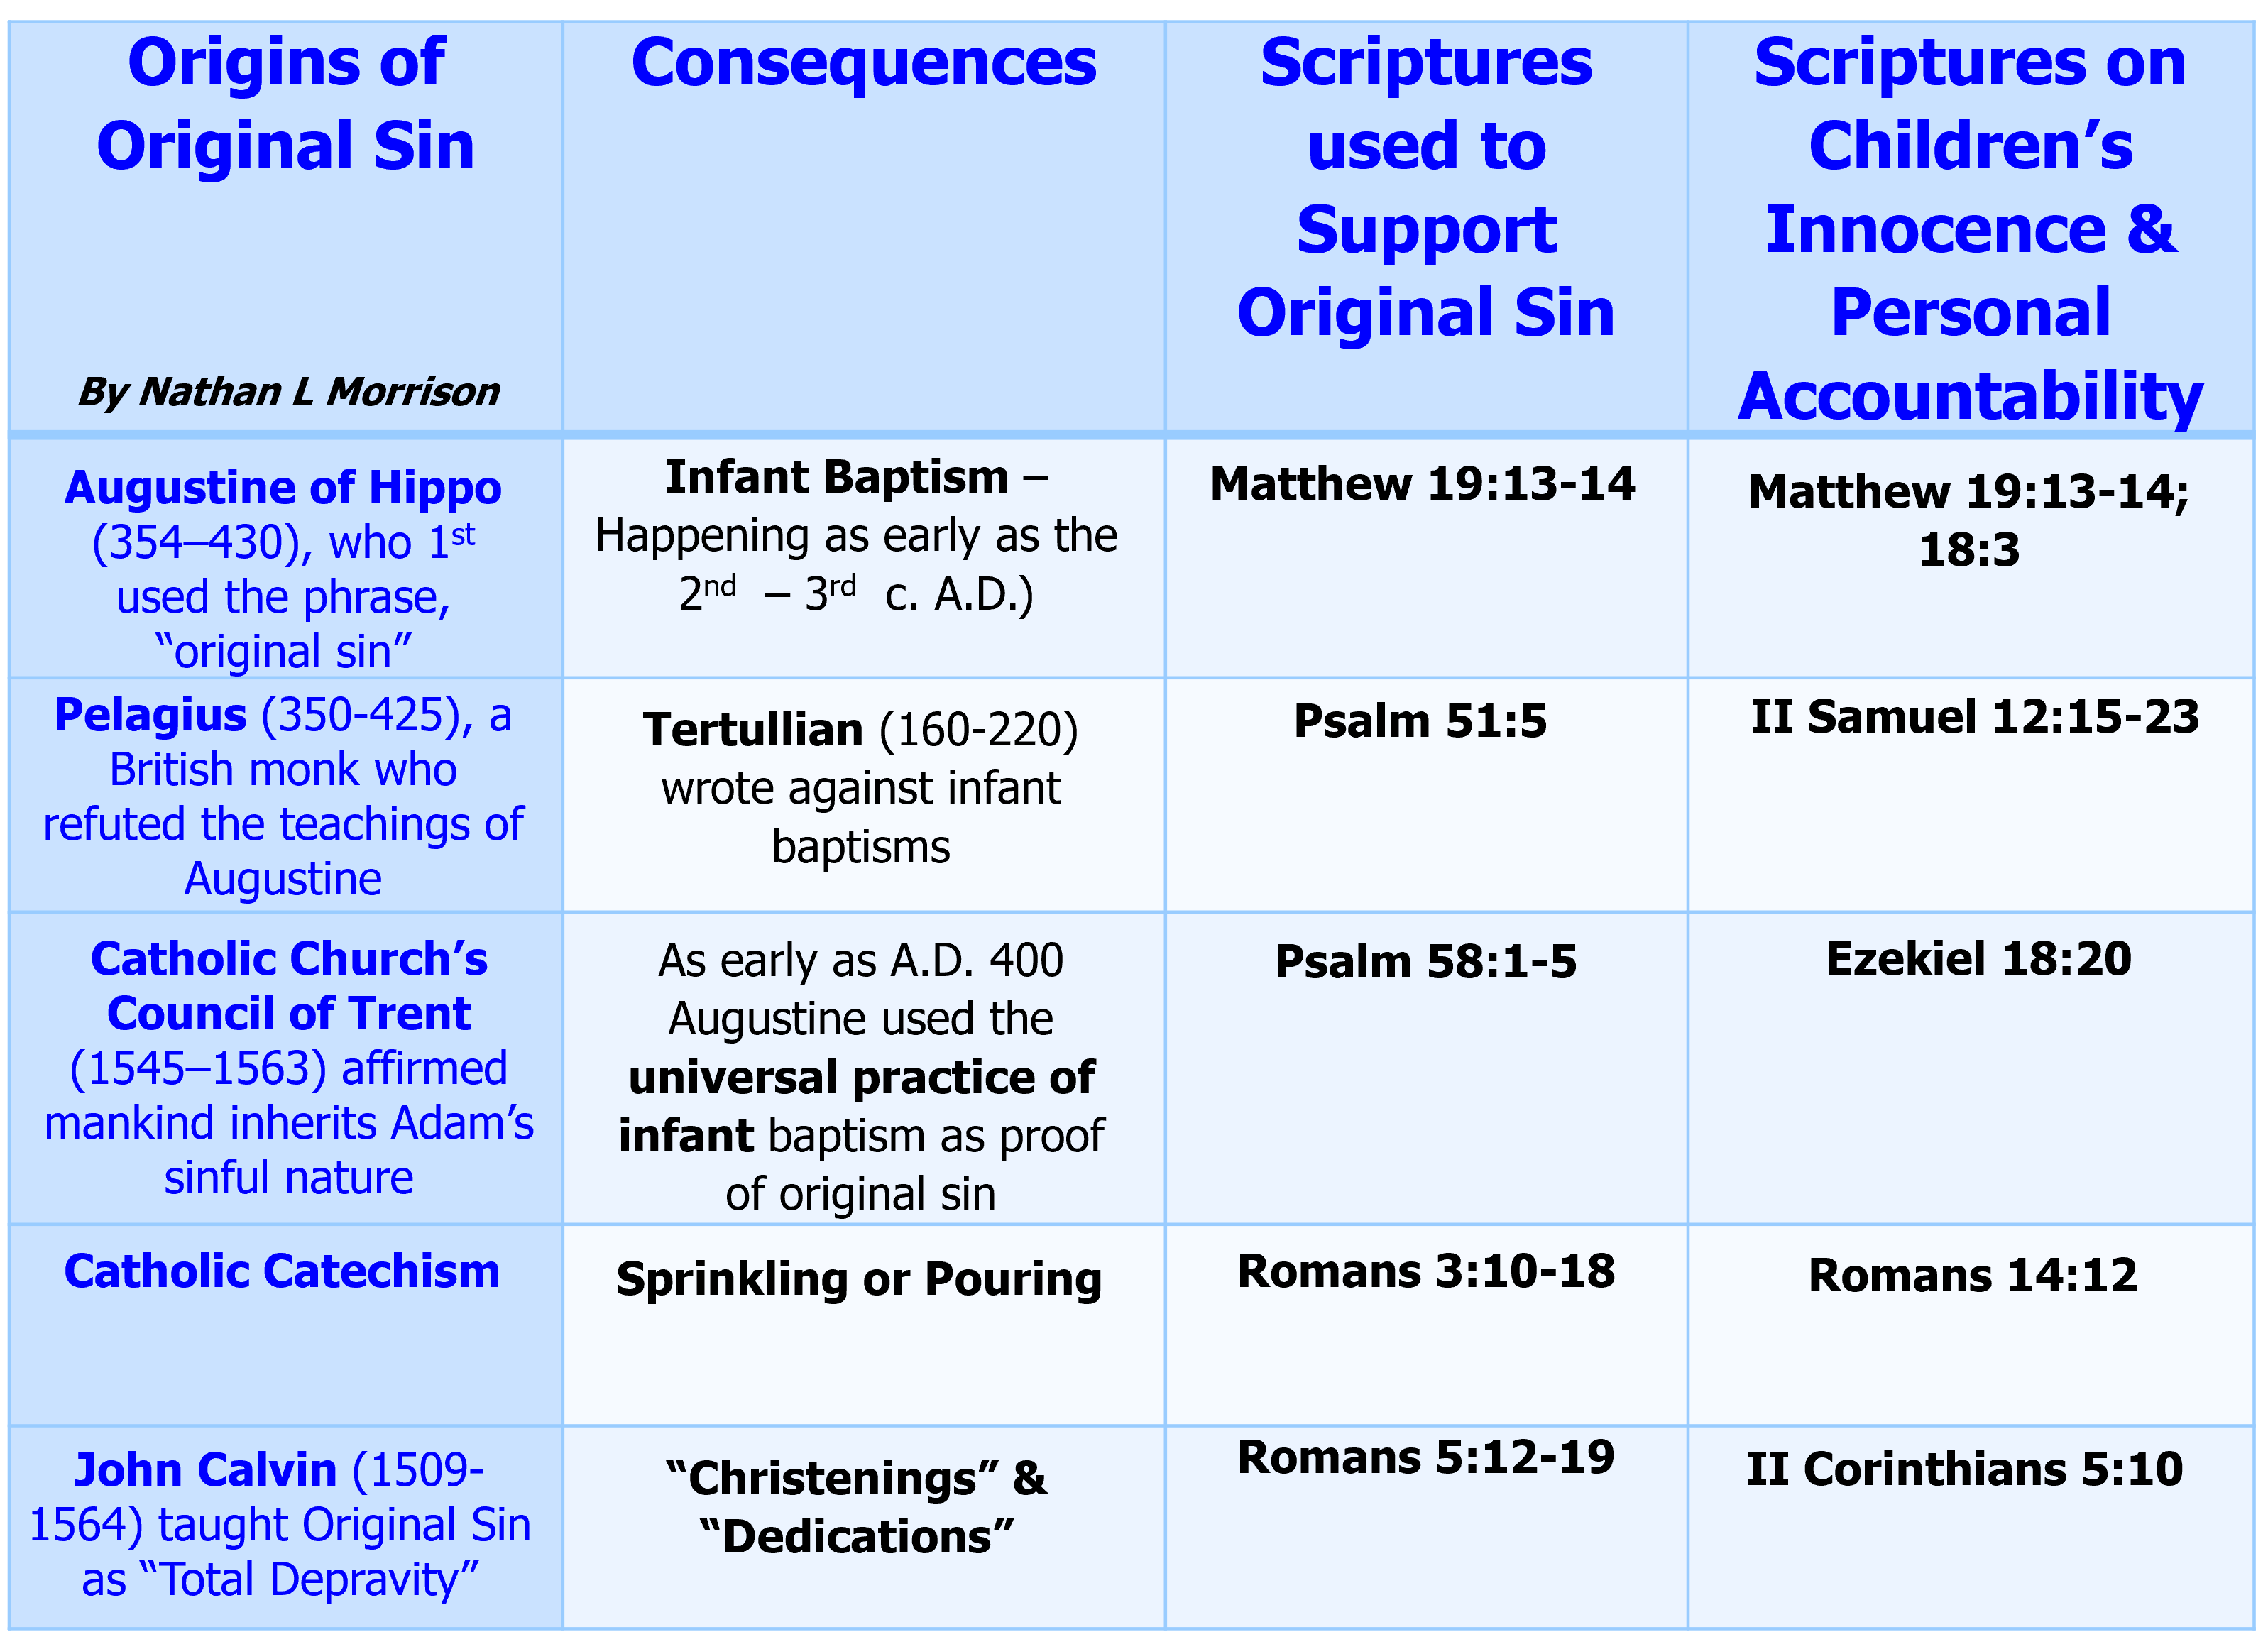 Origins of
Original Sin
By Nathan L Morrison
Consequences
Scriptures
used to
Support
Original Sin
Scriptures on
Children’s
Innocence &
Personal
Accountability
Augustine of Hippo
(354–430), who 1st
used the phrase,
“original sin”
Infant Baptism –
Happening as early as the
2nd – 3rd c. A.D.)
Matthew 19:13-14
Matthew 19:13-14;
18:3
Pelagius (350-425), a
British monk who
refuted the teachings of
Augustine
Tertullian (160-220)
wrote against infant
baptisms
Psalm 51:5
II Samuel 12:15-23
Catholic Church’s
Council of Trent
(1545–1563) affirmed
mankind inherits Adam’s
sinful nature
As early as A.D. 400
Augustine used the
universal practice of
infant baptism as proof
of original sin
Psalm 58:1-5
Ezekiel 18:20
Catholic Catechism
Sprinkling or Pouring
Romans 3:10-18
Romans 14:12
John Calvin (1509-
1564) taught Original Sin
as “Total Depravity”
“Christenings” &
“Dedications”
Romans 5:12-19
II Corinthians 5:10